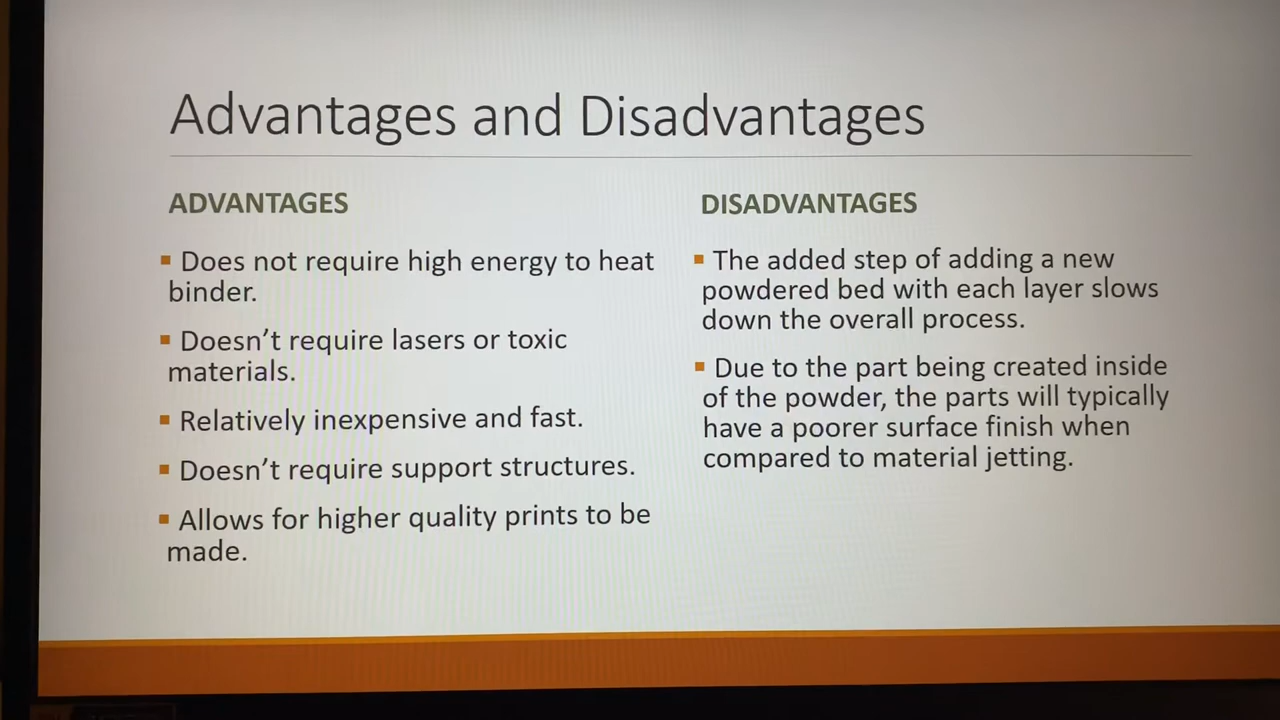 Advantages and Disadvantages
ADVANTAGES
▪ Does not require high energy to heat
binder.
▪ Doesn’t require lasers or toxic
materials.
▪ Relatively inexpensive and fast.
▪ Doesn’t require support structures.
▪ Allows for higher quality prints to be
made.
DISADVANTAGES
▪ The added step of adding a new
powdered bed with each layer slows
down the overall process.
▪ Due to the part being created inside
of the powder, the parts will typically
have a poorer surface finish when
compared to material jetting.